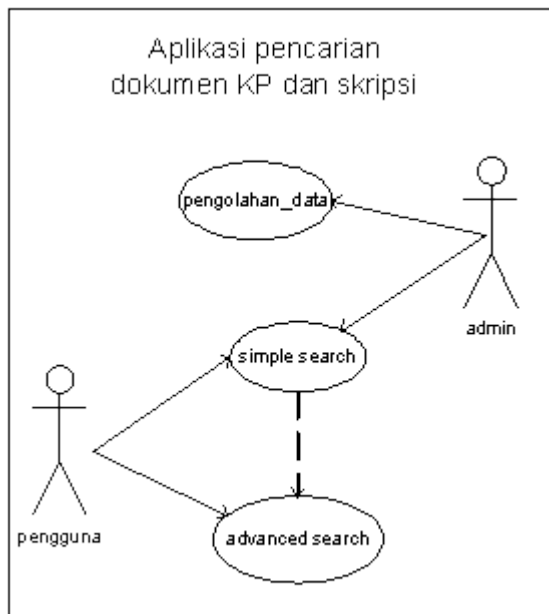 Aplikasi pencarian
dokumen KP dan skripsi
pengolahan_data
admin
simple search
pengguna
advanced search